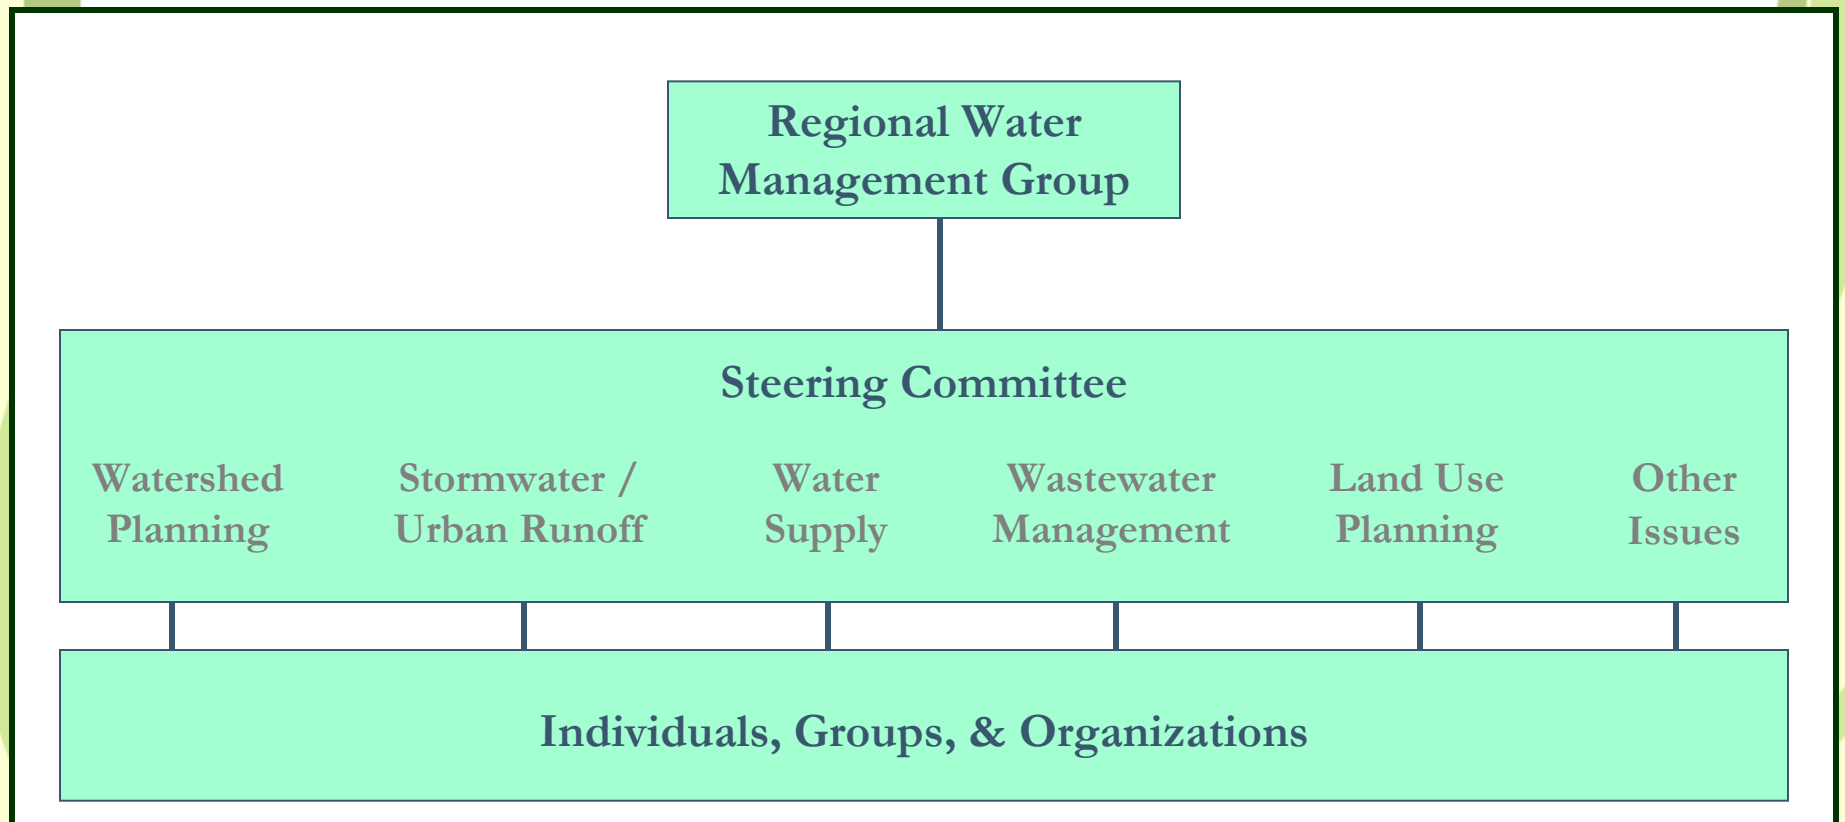 Regional Water
Management Group
Steering Committee
Watershed
Planning
Stormwater /
Urban Runoff
Water
Supply
Wastewater
Management
Land Use
Planning
Other
Issues
Individuals, Groups, & Organizations